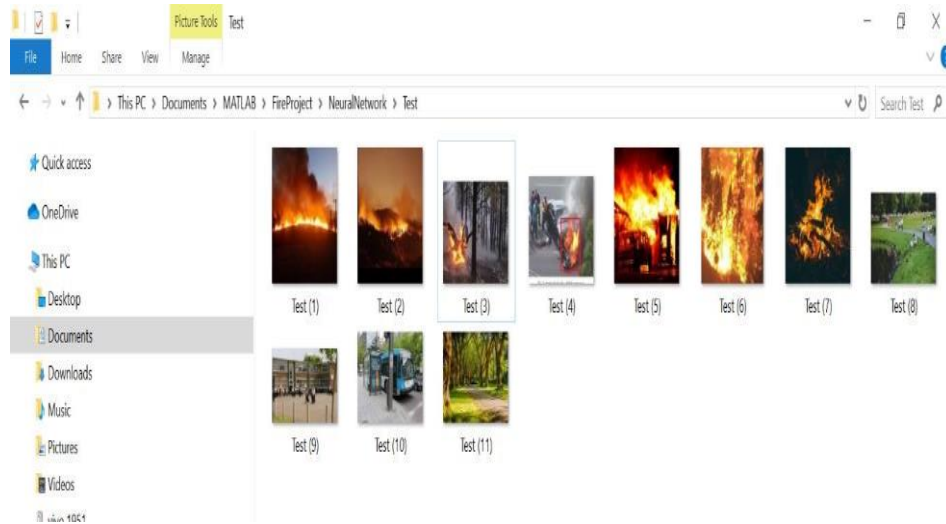 Picture Tools Test
File Home Share View Manage
This PC > Documents > MATLAB > FireProject > NeuralNetwork > Test
Search Test
Quick access
OneDrive
This PC
Desktop
Documents
Downloads
Music
Pictures
Videos
vivo 1951
Test (1) Test (2) Test (3) Test (4) Test (5) Test (6) Test (7) Test (8)
Test (9) Test (10) Test (11)